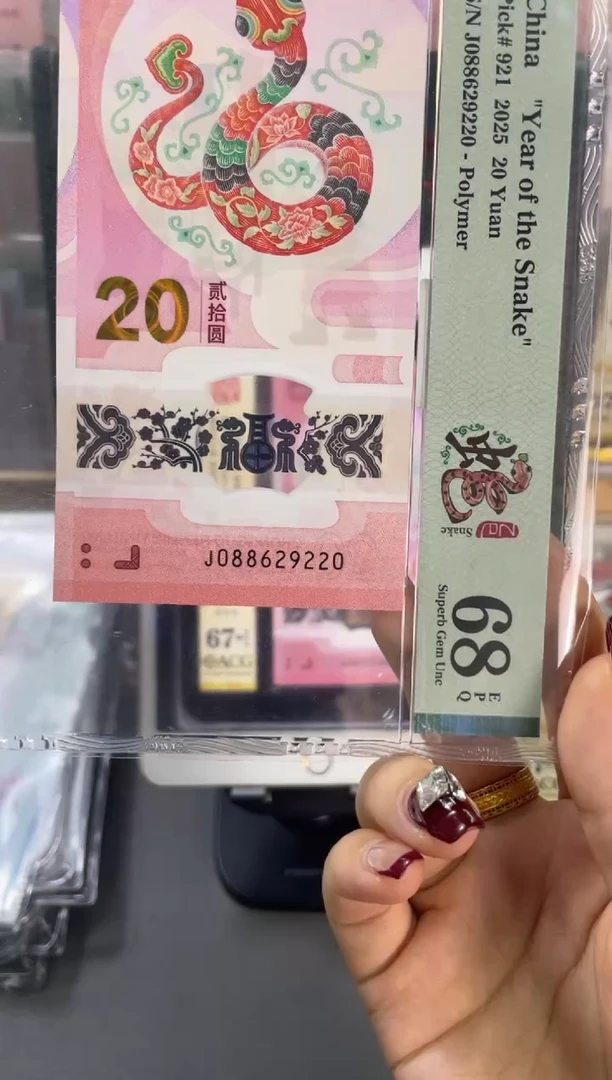 20
贰拾圆
J088629220
China "Year of the Snake"
Pick# 921 2025 20 Yuan
S/N J088629220 - Polymer
Snake
68
EPQ
Superb Gem Unc
67
ACG